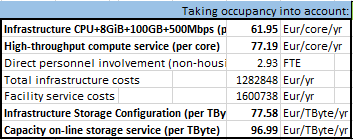 Taking occupancy into account:
Infrastructure CPU+8GiB+100GB+500Mbps (p 61.95 Eur/core/yr
High-throughput compute service (per core) 77.19 Eur/core/yr
Direct personnel involvement (non-housi 2.93 FTE
Total infrastructure costs 1282848 Eur/yr
Facility service costs 1600738 Eur/yr
Infrastructure Storage Configuration (per TBy 77.58 Eur/TByte/yr
Capacity on-line storage service (per TByte) 96.99 Eur/TByte/yr